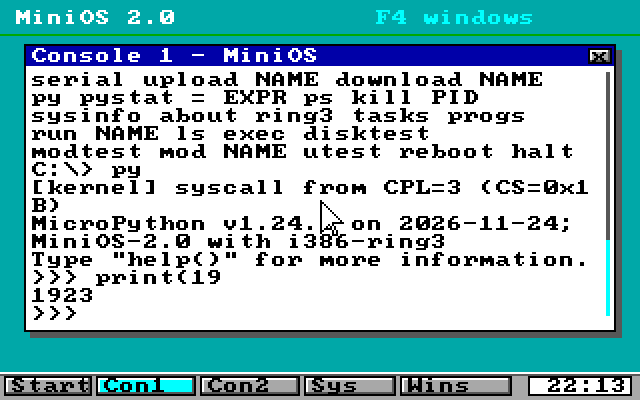 MiniOS 2.0
F4 windows
Console 1 - MiniOS
serial upload NAME download NAME
py pystat = EXPR ps kill PID
sysinfo about ring3 tasks progs
run NAME ls exec disktest
modtest mod NAME utest reboot halt
C:\> py
[kernel] syscall from CPL=3 (CS=0x1
B)
MicroPython v1.24. on 2026-11-24;
MiniOS-2.0 with i386-ring3
Type "help()" for more information.
>>> print(19
1923
>>>
Start Con1 Con2 Sys Wins 22:13